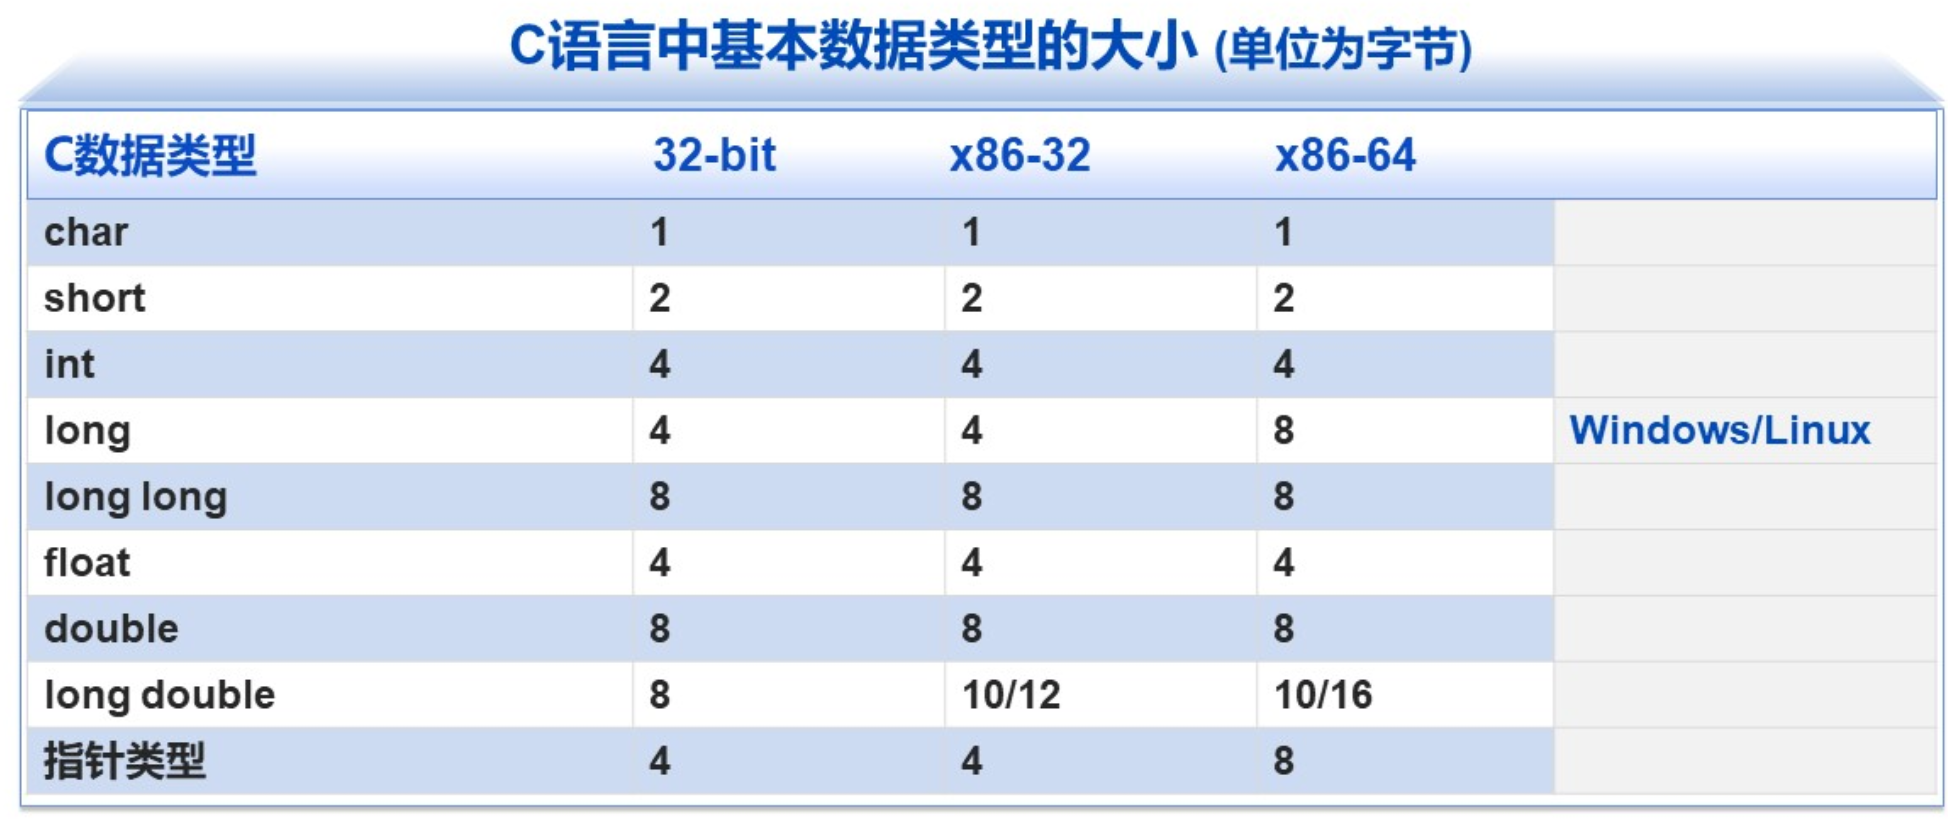 C语言中基本数据类型的大小 (单位为字节)
C数据类型 32-bit x86-32 x86-64
char 1 1 1
short 2 2 2
int 4 4 4
long 4 4 8 Windows/Linux
long long 8 8 8
float 4 4 4
double 8 8 8
long double 8 10/12 10/16
指针类型 4 4 8